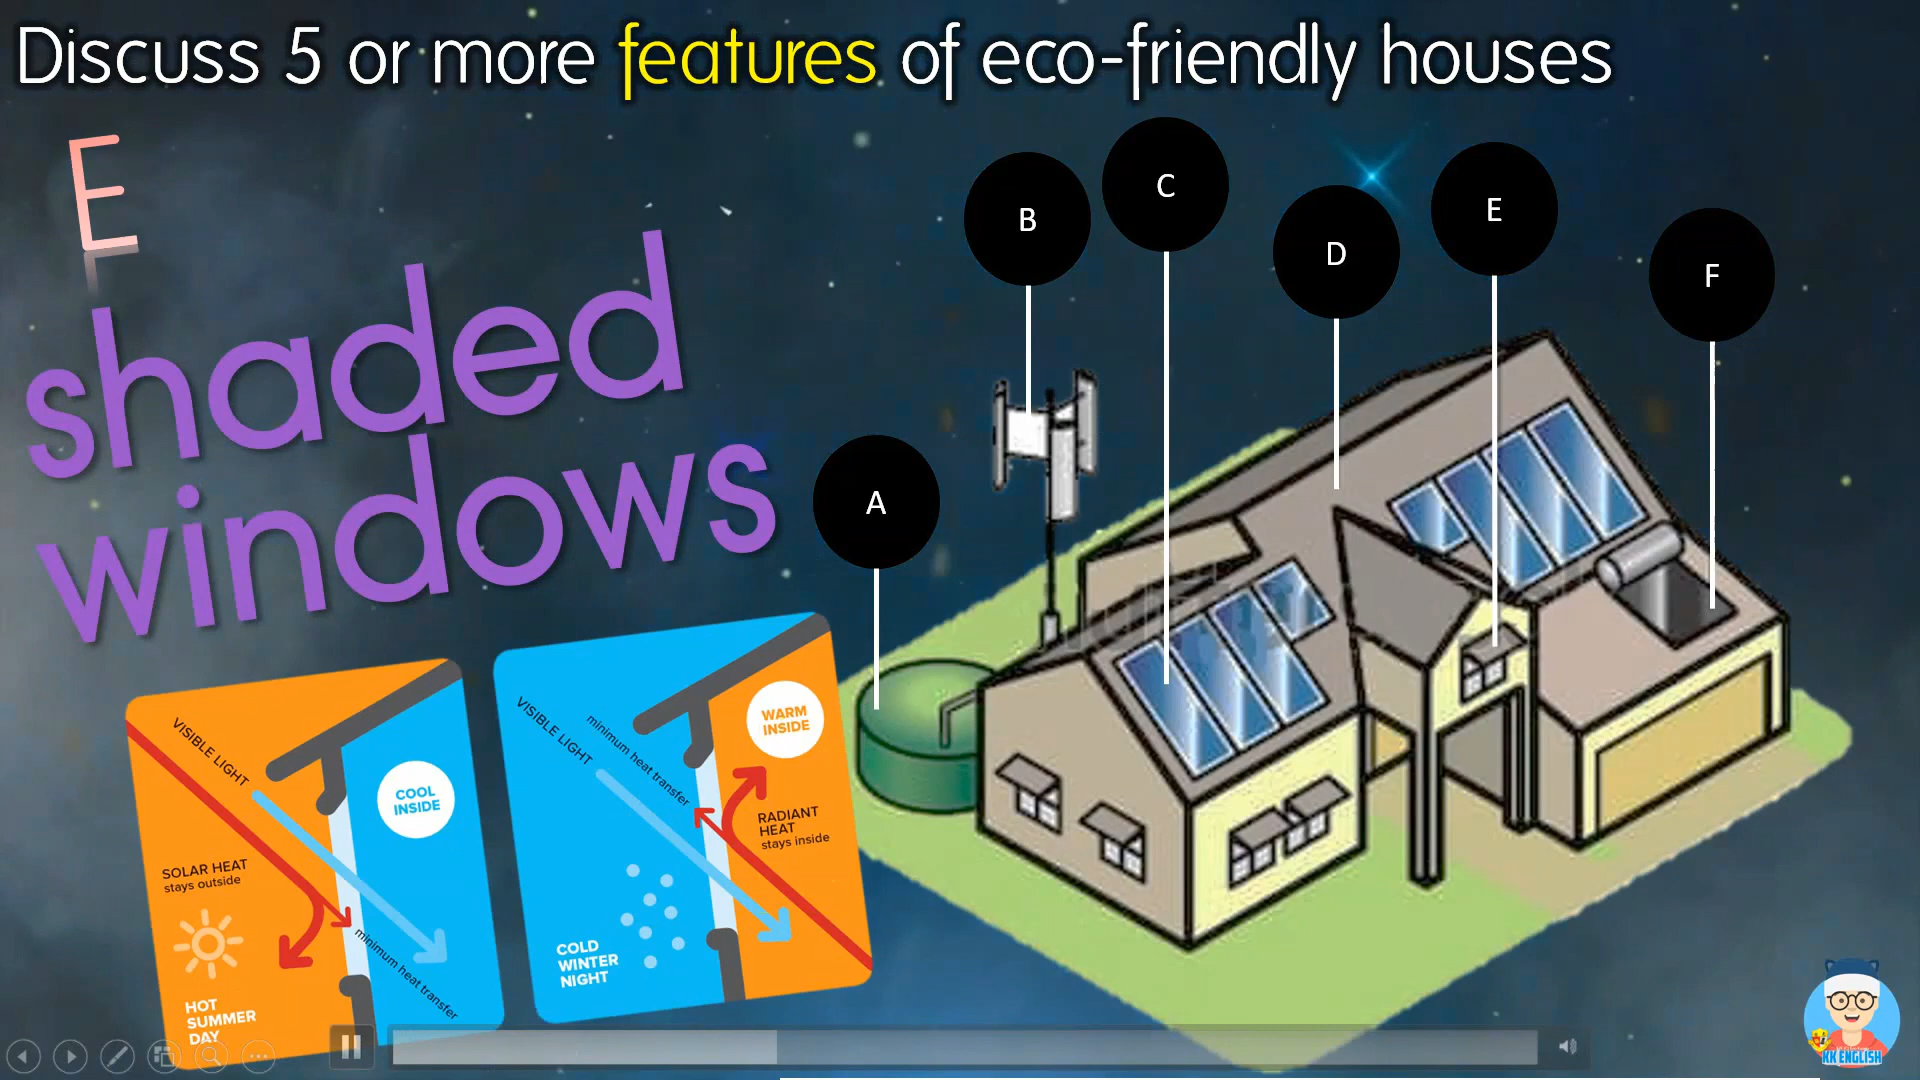 Discuss 5 or more features of eco-friendly houses
E
shaded
windows
A
B
C
D
E
F
VISIBLE LIGHT
COOL
INSIDE
SOLAR HEAT
stays outside
minimum heat transfer
HOT
SUMMER
DAY
VISIBLE LIGHT
minimum heat transfer
WARM
INSIDE
RADIANT
HEAT
stays inside
COLD
WINTER
NIGHT
KK ENGLISH